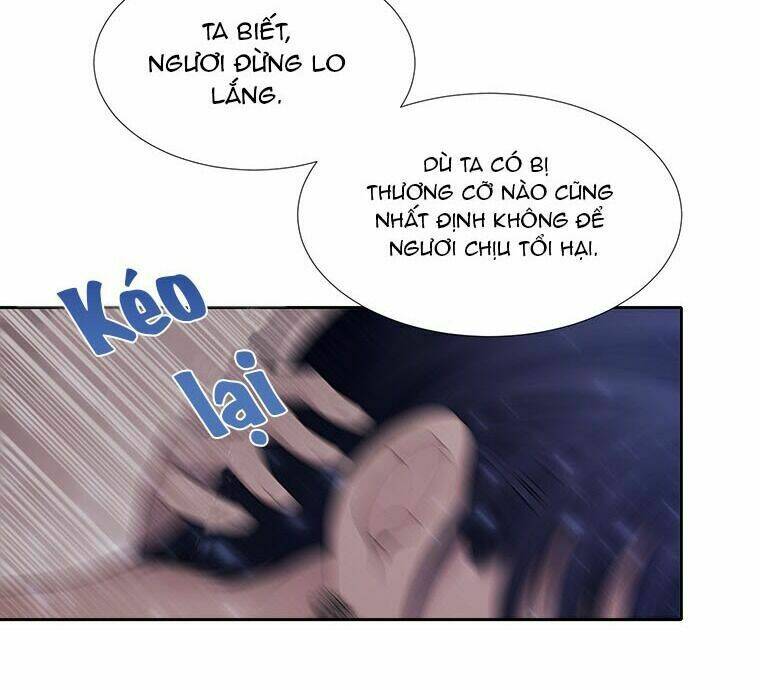 TA BIẾT,
NGƯƠI ĐỪNG LO
LẮNG.
DÙ TA CÓ BỊ
THƯƠNG CỠ NÀO CŨNG
NHẤT ĐỊNH KHÔNG ĐỂ
NGƯƠI CHỊU TỔI HẠI.
Kéo
lại